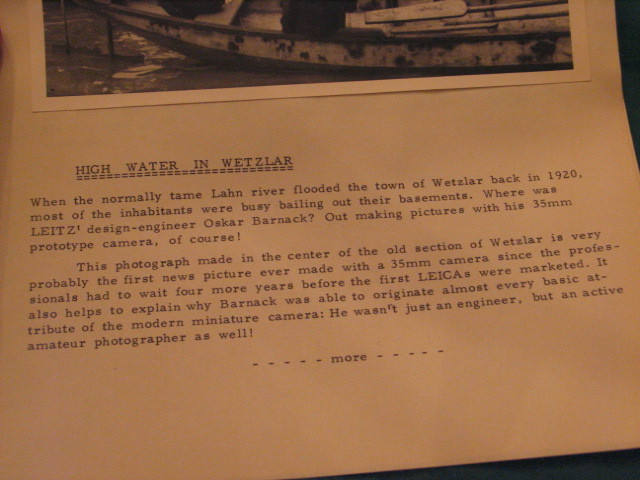 HIGH WATER IN WETZLAR
When the normally tame Lahn river flooded the town of Wetzlar back in 1920,
most of the inhabitants were busy bailing out their basements. Where was
LEITZ' design-engineer Oskar Barnack? Out making pictures with his 35mm
prototype camera, of course!
This photograph made in the center of the old section of Wetzlar is very
probably the first news picture ever made with a 35mm camera since the profes-
sionals had to wait four more years before the first LEICAs were marketed. It
also helps to explain why Barnack was able to originate almost every basic at-
tribute of the modern miniature camera: He wasn't just an engineer, but an active
amateur photographer as well!
- - - - - more - - - - -